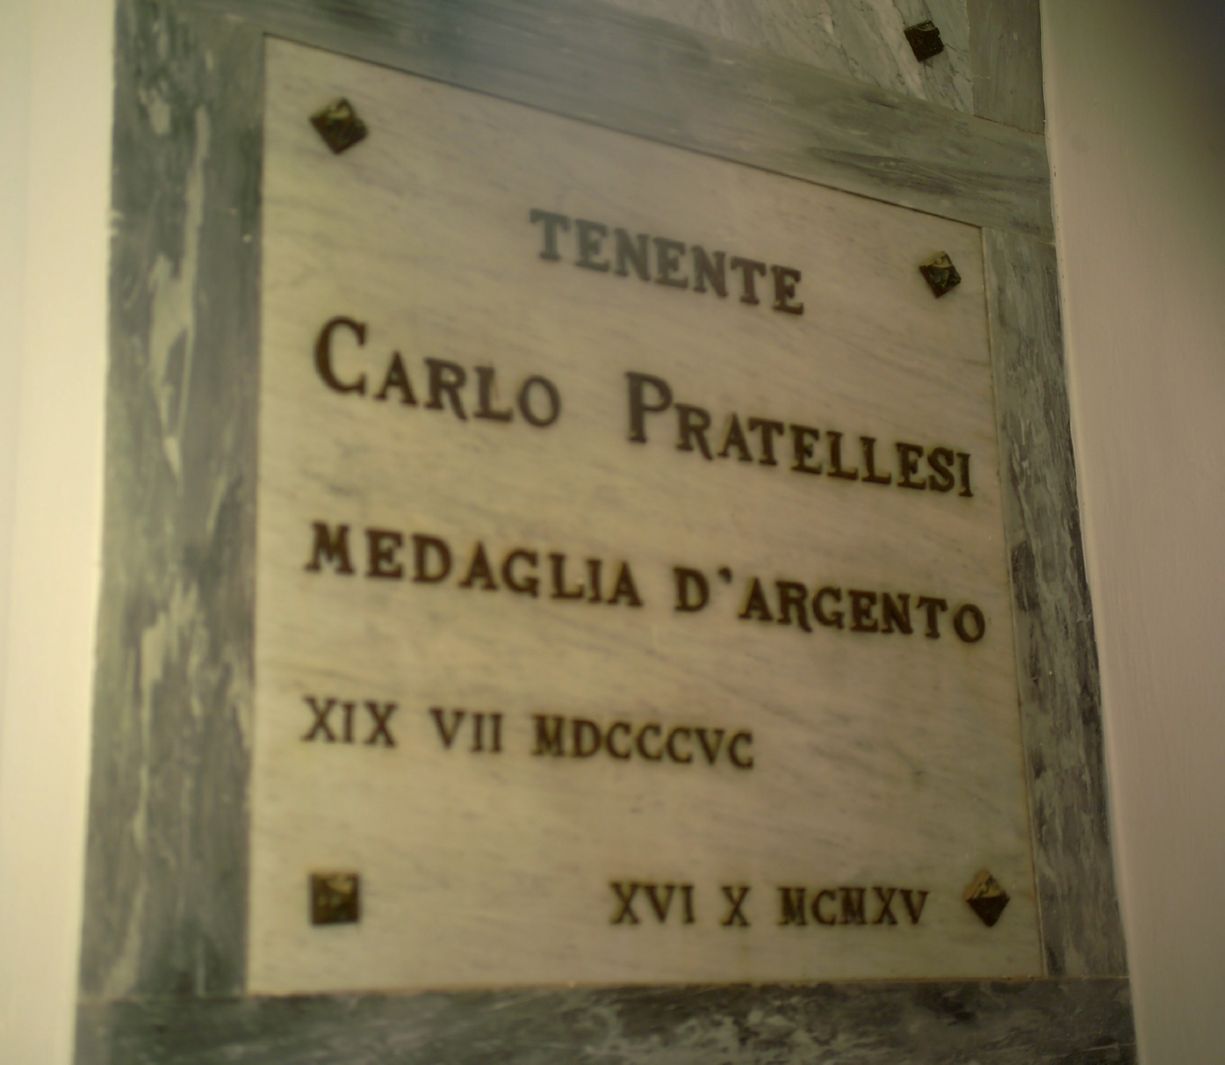 TENENTE
CARLO PRATELLESI
MEDAGLIA D'ARGENTO
XIX VII MDCCCVC
XVI X MCMXV